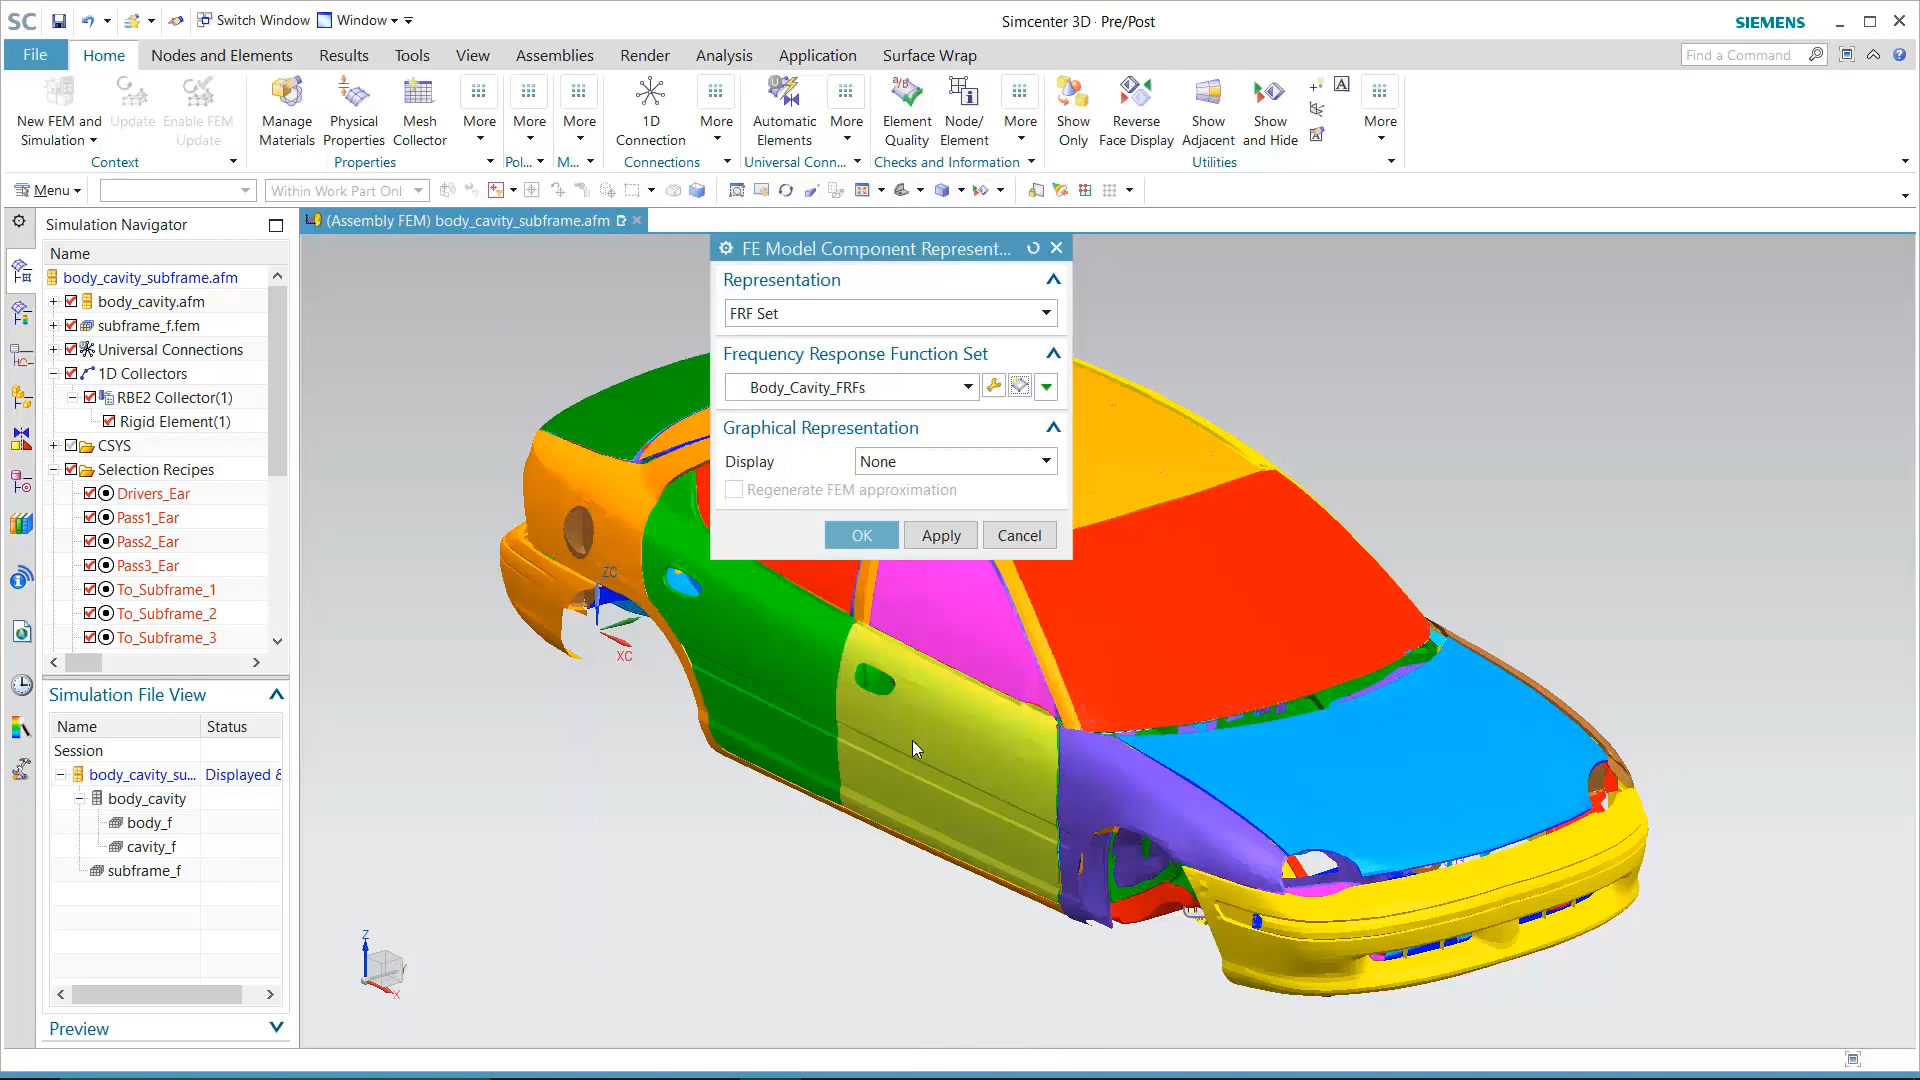 SC Switch Window Window Simcenter 3D - Pre/Post SIEMENS
File Home Nodes and Elements Results Tools View Assemblies Render Analysis Application Surface Wrap Find a Command
New FEM and Simulation Update Enable FEM Update Manage Materials Physical Properties Mesh Collector More More More 1D Connection More Automatic Elements More Element Quality Node/ Element More Show Only Reverse Face Display Show Adjacent Show and Hide A More
Context Properties Pol... M... Connections Universal Conn... Checks and Information Utilities
Menu Within Work Part Onl
Simulation Navigator
(Assembly FEM) body_cavity_subframe.afm
Name
body_cavity_subframe.afm
body_cavity.afm
subframe_f.fem
Universal Connections
1D Collectors
RBE2 Collector(1)
Rigid Element(1)
CSYS
Selection Recipes
Drivers_Ear
Pass1_Ear
Pass2_Ear
Pass3_Ear
To_Subframe_1
To_Subframe_2
To_Subframe_3
Simulation File View
Name Status
Session
body_cavity_su... Displayed &
body_cavity
body_f
cavity_f
subframe_f
Preview
FE Model Component Represent...
Representation
FRF Set
Frequency Response Function Set
Body_Cavity_FRFs
Graphical Representation
Display None
Regenerate FEM approximation
OK Apply Cancel
ZC
XC
Z
X